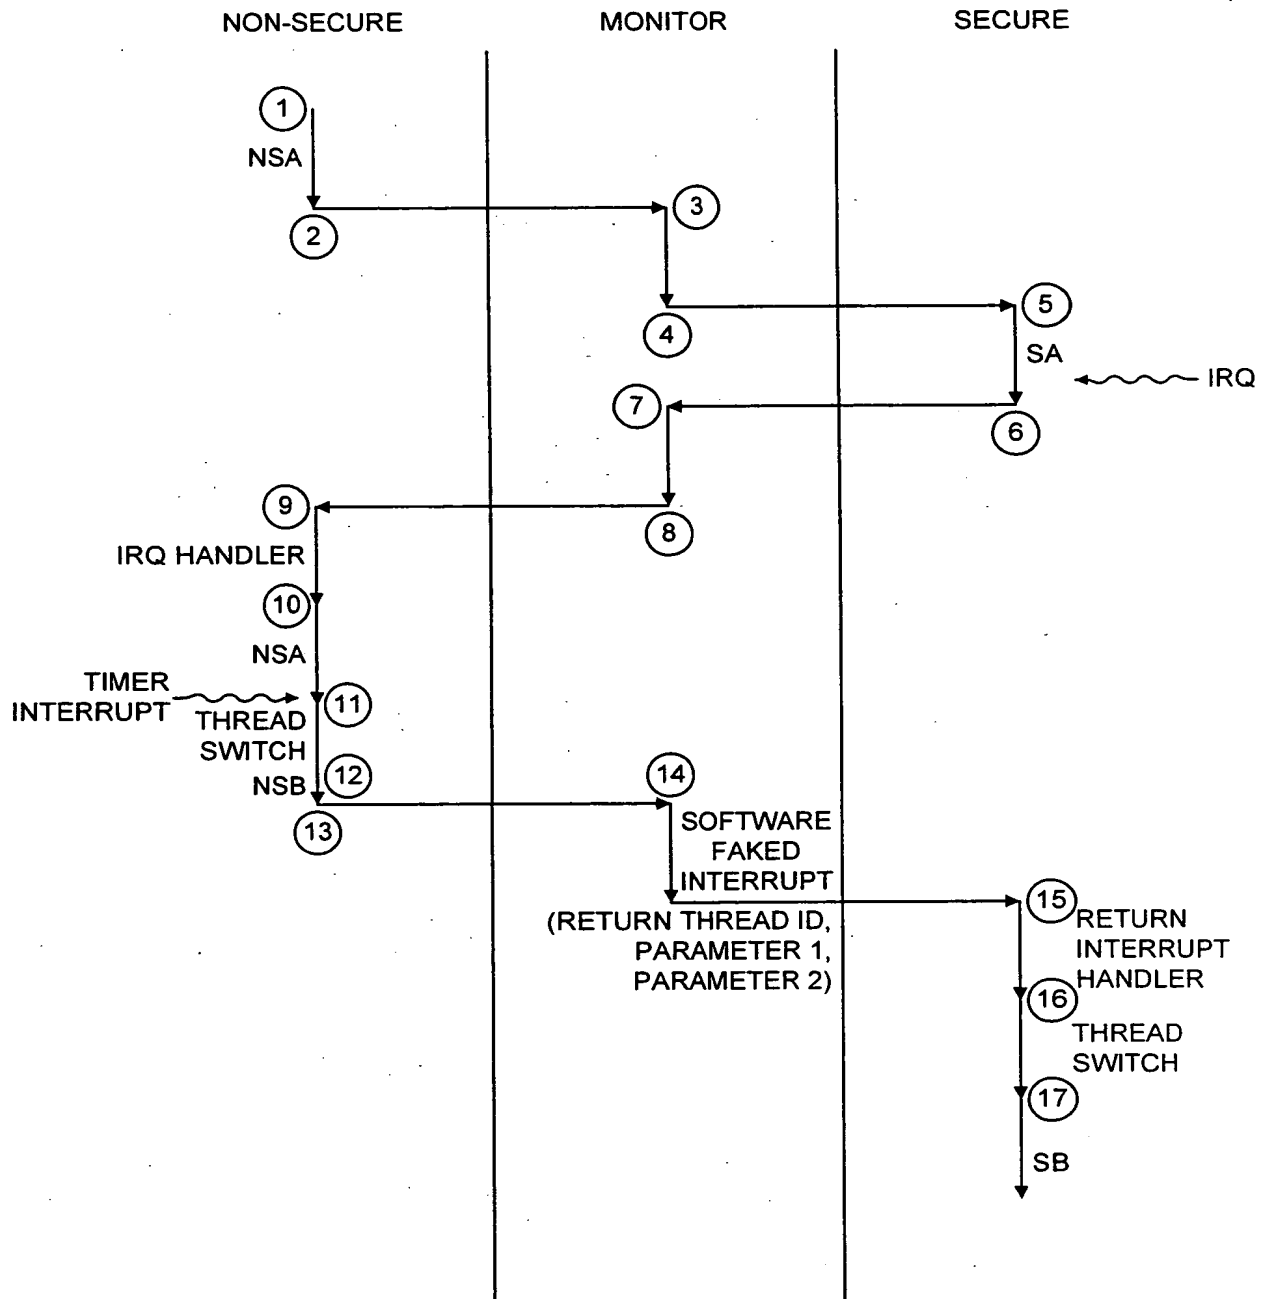 NON-SECURE
MONITOR
SECURE
1
NSA
2
3
4
5
SA
IRQ
6
7
8
9
IRQ HANDLER
10
NSA
TIMER
INTERRUPT
11
THREAD
SWITCH
NSB
12
13
14
SOFTWARE
FAKED
INTERRUPT
(RETURN THREAD ID,
PARAMETER 1,
PARAMETER 2)
15
RETURN
INTERRUPT
HANDLER
16
THREAD
SWITCH
17
SB